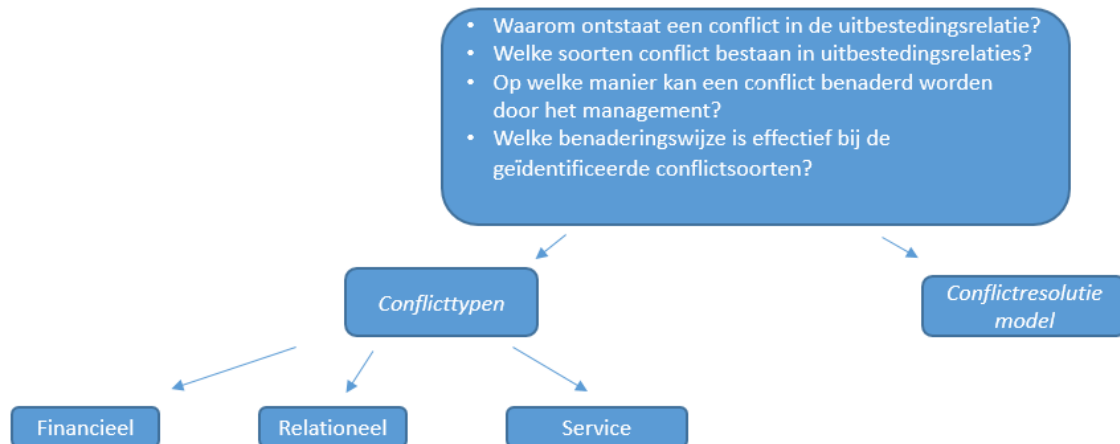 • Waarom ontstaat een conflict in de uitbestedingsrelatie?
• Welke soorten conflict bestaan in uitbestedingsrelaties?
• Op welke manier kan een conflict benaderd worden
door het management?
• Welke benaderingswijze is effectief bij de
geïdentificeerde conflictsoorten?
Conflicttypen
Conflictresolutie
model
Financieel
Relationeel
Service